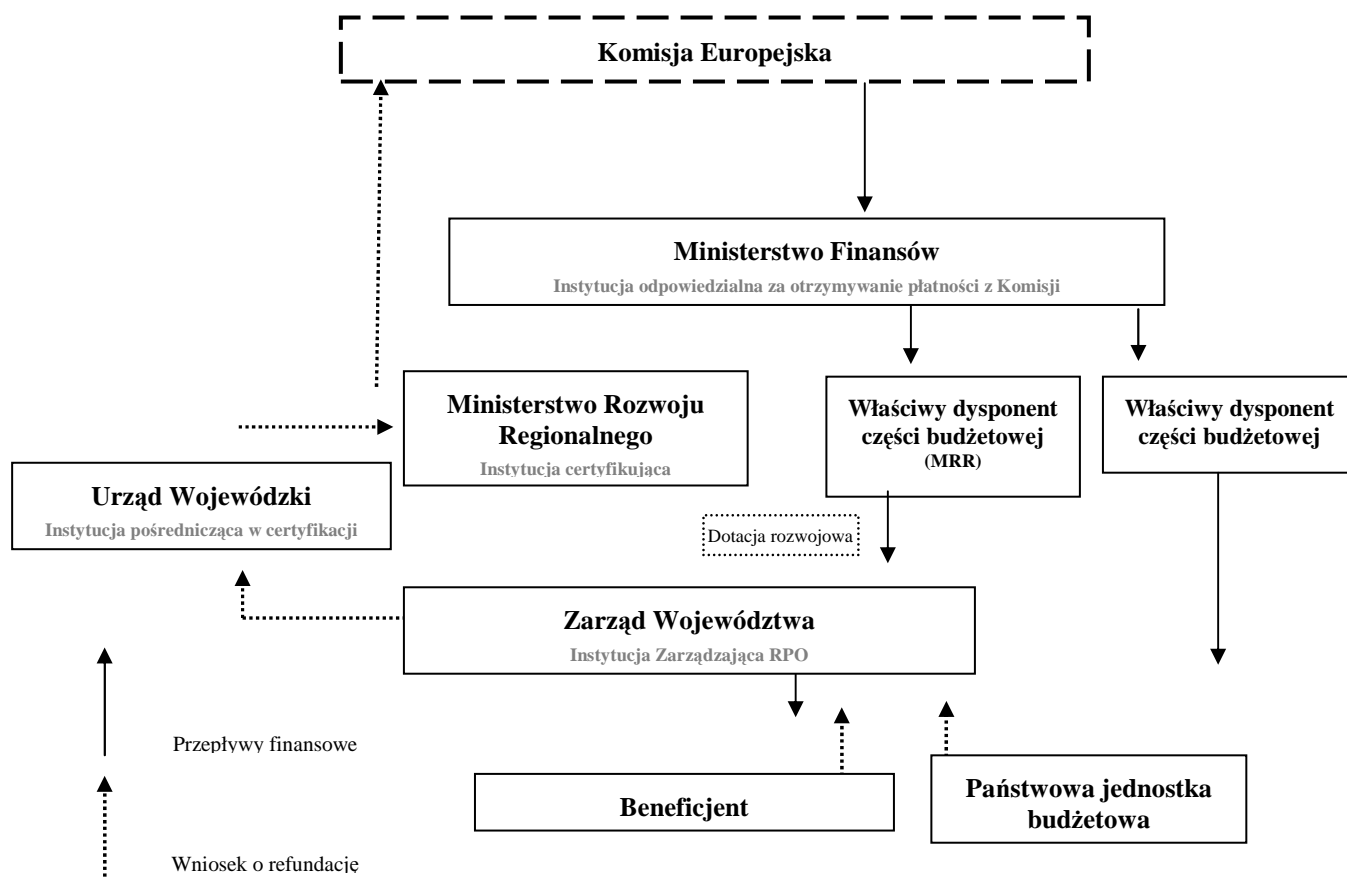 Komisja Europejska
Ministerstwo Finansów
Instytucja odpowiedzialna za otrzymywanie płatności z Komisji
Ministerstwo Rozwoju
Regionalnego
Instytucja certyfikująca
Właściwy dysponent
części budżetowej
(MRR)
Właściwy dysponent
części budżetowej
Urząd Wojewódzki
Instytucja pośrednicząca w certyfikacji
Dotacja rozwojowa
Zarząd Województwa
Instytucja Zarządzająca RPO
Przepływy finansowe
Beneficjent
Państwowa jednostka
budżetowa
Wniosek o refundację